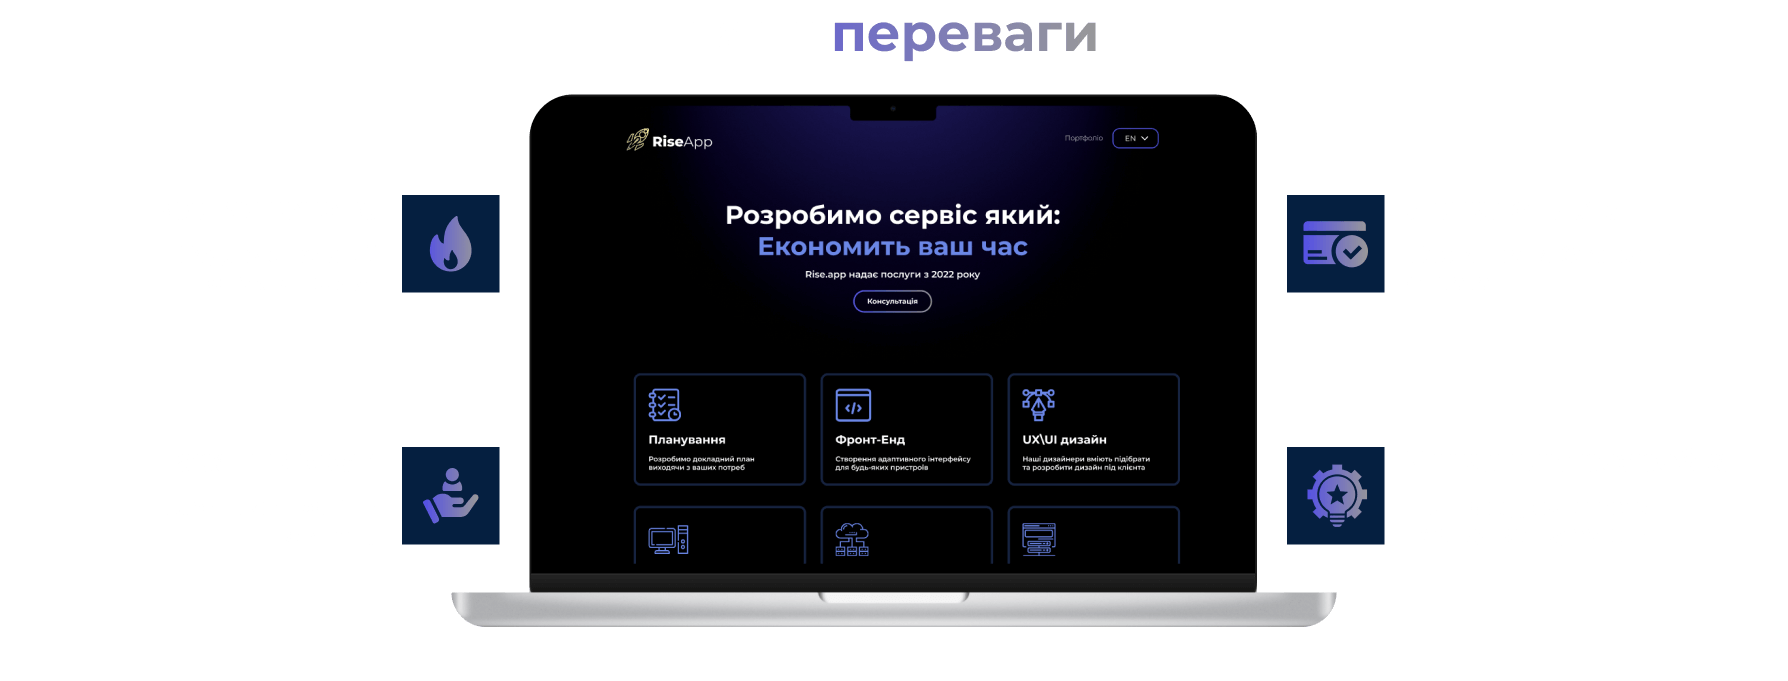 переваги
RiseApp
Портфоліо
EN
Розробимо сервіс який:
Економить ваш час
Rise.app надає послуги з 2022 року
Консультація
Планування
Розробимо докладний план
виходячи з ваших потреб
Фронт-Енд
Створення адаптивного інтерфейсу
для будь-яких пристроїв
UX\UI дизайн
Наші дизайнери вміють підібрати
та розробити дизайн під клієнта